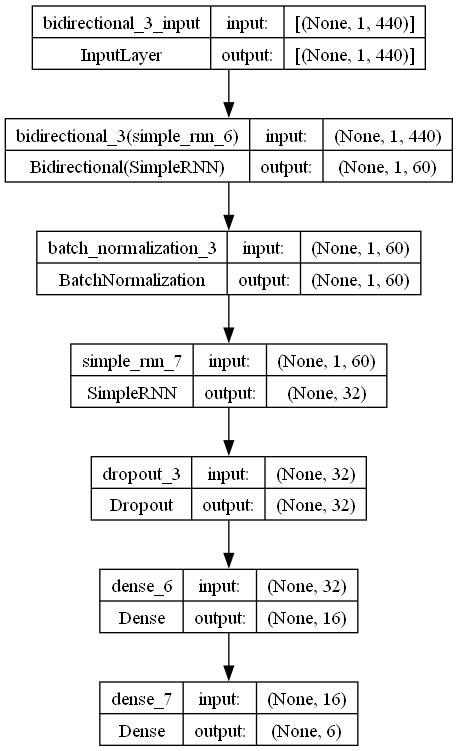 bidirectional_3_input input: [(None, 1, 440)]
InputLayer output: [(None, 1, 440)]
bidirectional_3(simple_rnn_6) input: (None, 1, 440)
Bidirectional(SimpleRNN) output: (None, 1, 60)
batch_normalization_3 input: (None, 1, 60)
BatchNormalization output: (None, 1, 60)
simple_rnn_7 input: (None, 1, 60)
SimpleRNN output: (None, 32)
dropout_3 input: (None, 32)
Dropout output: (None, 32)
dense_6 input: (None, 32)
Dense output: (None, 16)
dense_7 input: (None, 16)
Dense output: (None, 6)